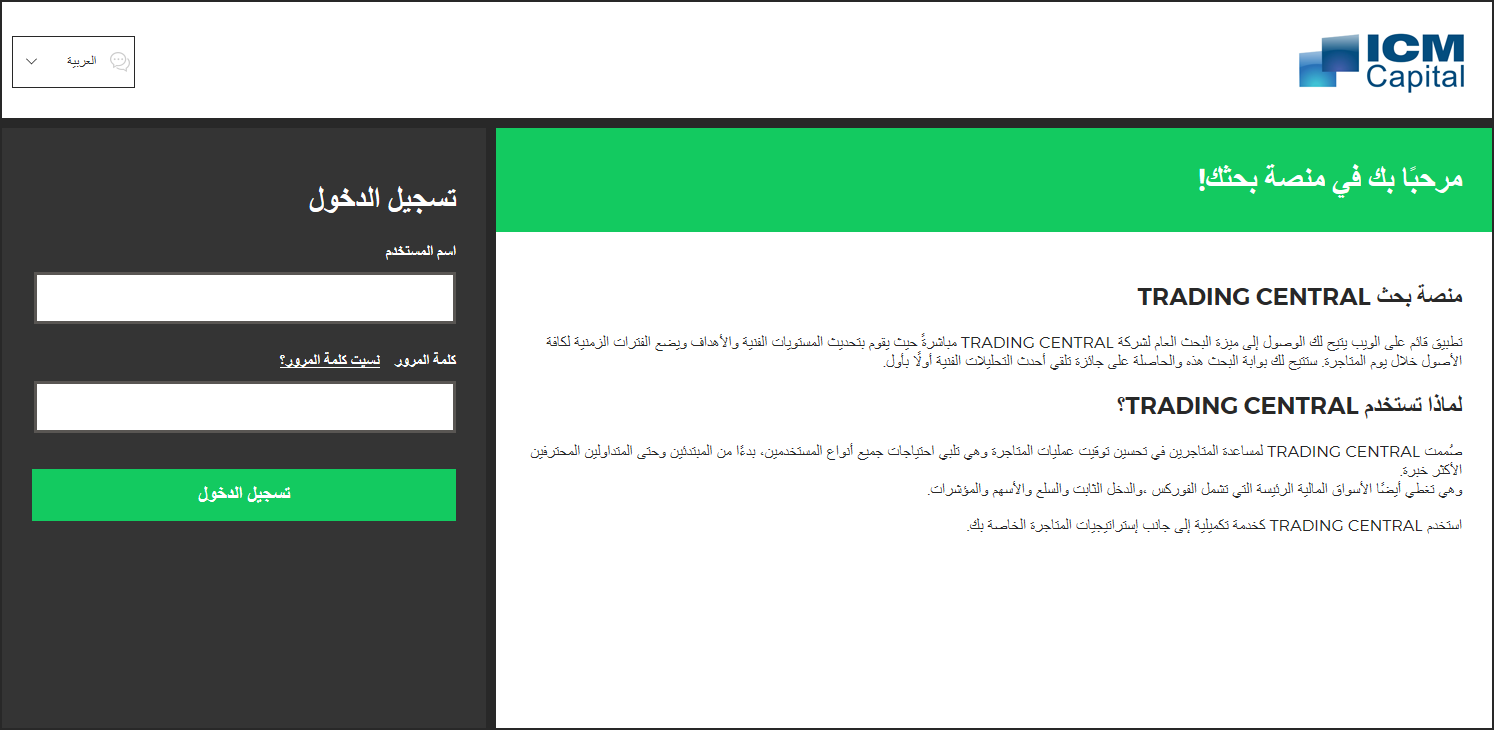 ICM
Capital
العربية
مرحبًا بك في منصة بحثك!
منصة بحث TRADING CENTRAL
تطبيق قائم على الويب يتيح لك الوصول إلى ميزة البحث العام لشركة TRADING CENTRAL مباشرةً حيث يقوم بتحديث المستويات الفنية والأهداف ويضع الفترات الزمنية لكافة
الأصول خلال يوم المتاجرة. ستتيح لك بوابة البحث هذه والحاصلة على جائزة تلقي أحدث التحليلات الفنية أولًا بأول.
لماذا تستخدم TRADING CENTRAL؟
صُممت TRADING CENTRAL لمساعدة المتاجرين في تحسين توقيت عمليات المتاجرة وهي تلبي احتياجات جميع أنواع المستخدمين، بدءًا من المبتدئين وحتى المتداولين المحترفين
الأكثر خبرة.
وهي تغطي أيضًا الأسواق المالية الرئيسة التي تشمل الفوركس ،والدخل الثابت والسلع والأسهم والمؤشرات.
استخدم TRADING CENTRAL كخدمة تكميلية إلى جانب إستراتيجيات المتاجرة الخاصة بك.
تسجيل الدخول
اسم المستخدم
كلمة المرور نسيت كلمة المرور؟
تسجيل الدخول